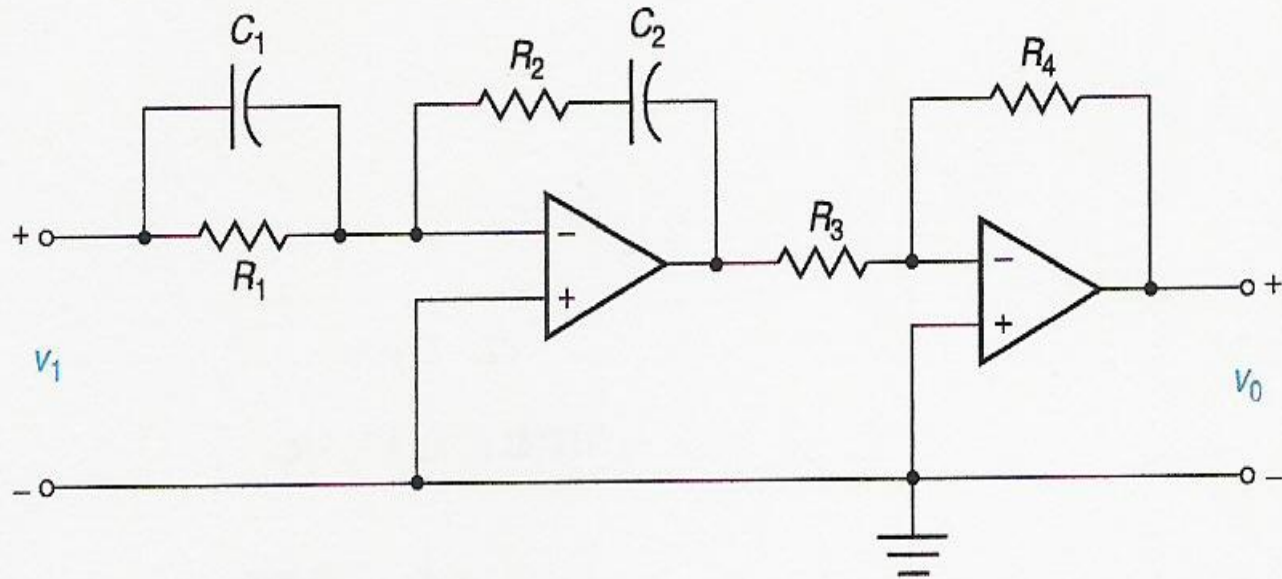 C₁
R₂
C₂
R₄
+
R₁
−
+
R₃
−
+
+
v₁
v₀
−
−